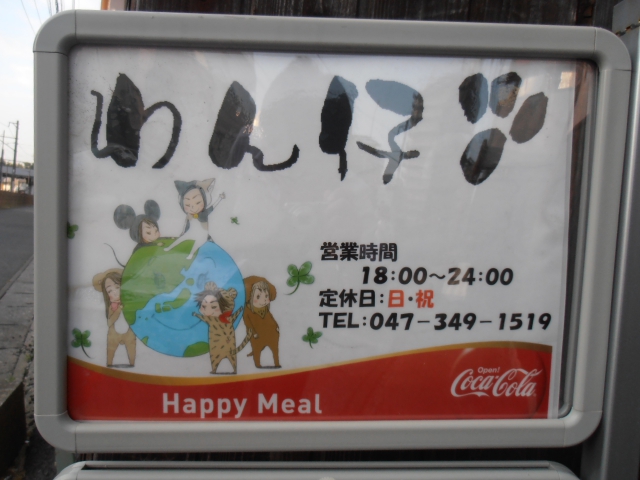 わん仔
営業時間
18:00～24:00
定休日:日・祝
TEL:047－349－1519
Happy Meal
Open!
Coca-Cola